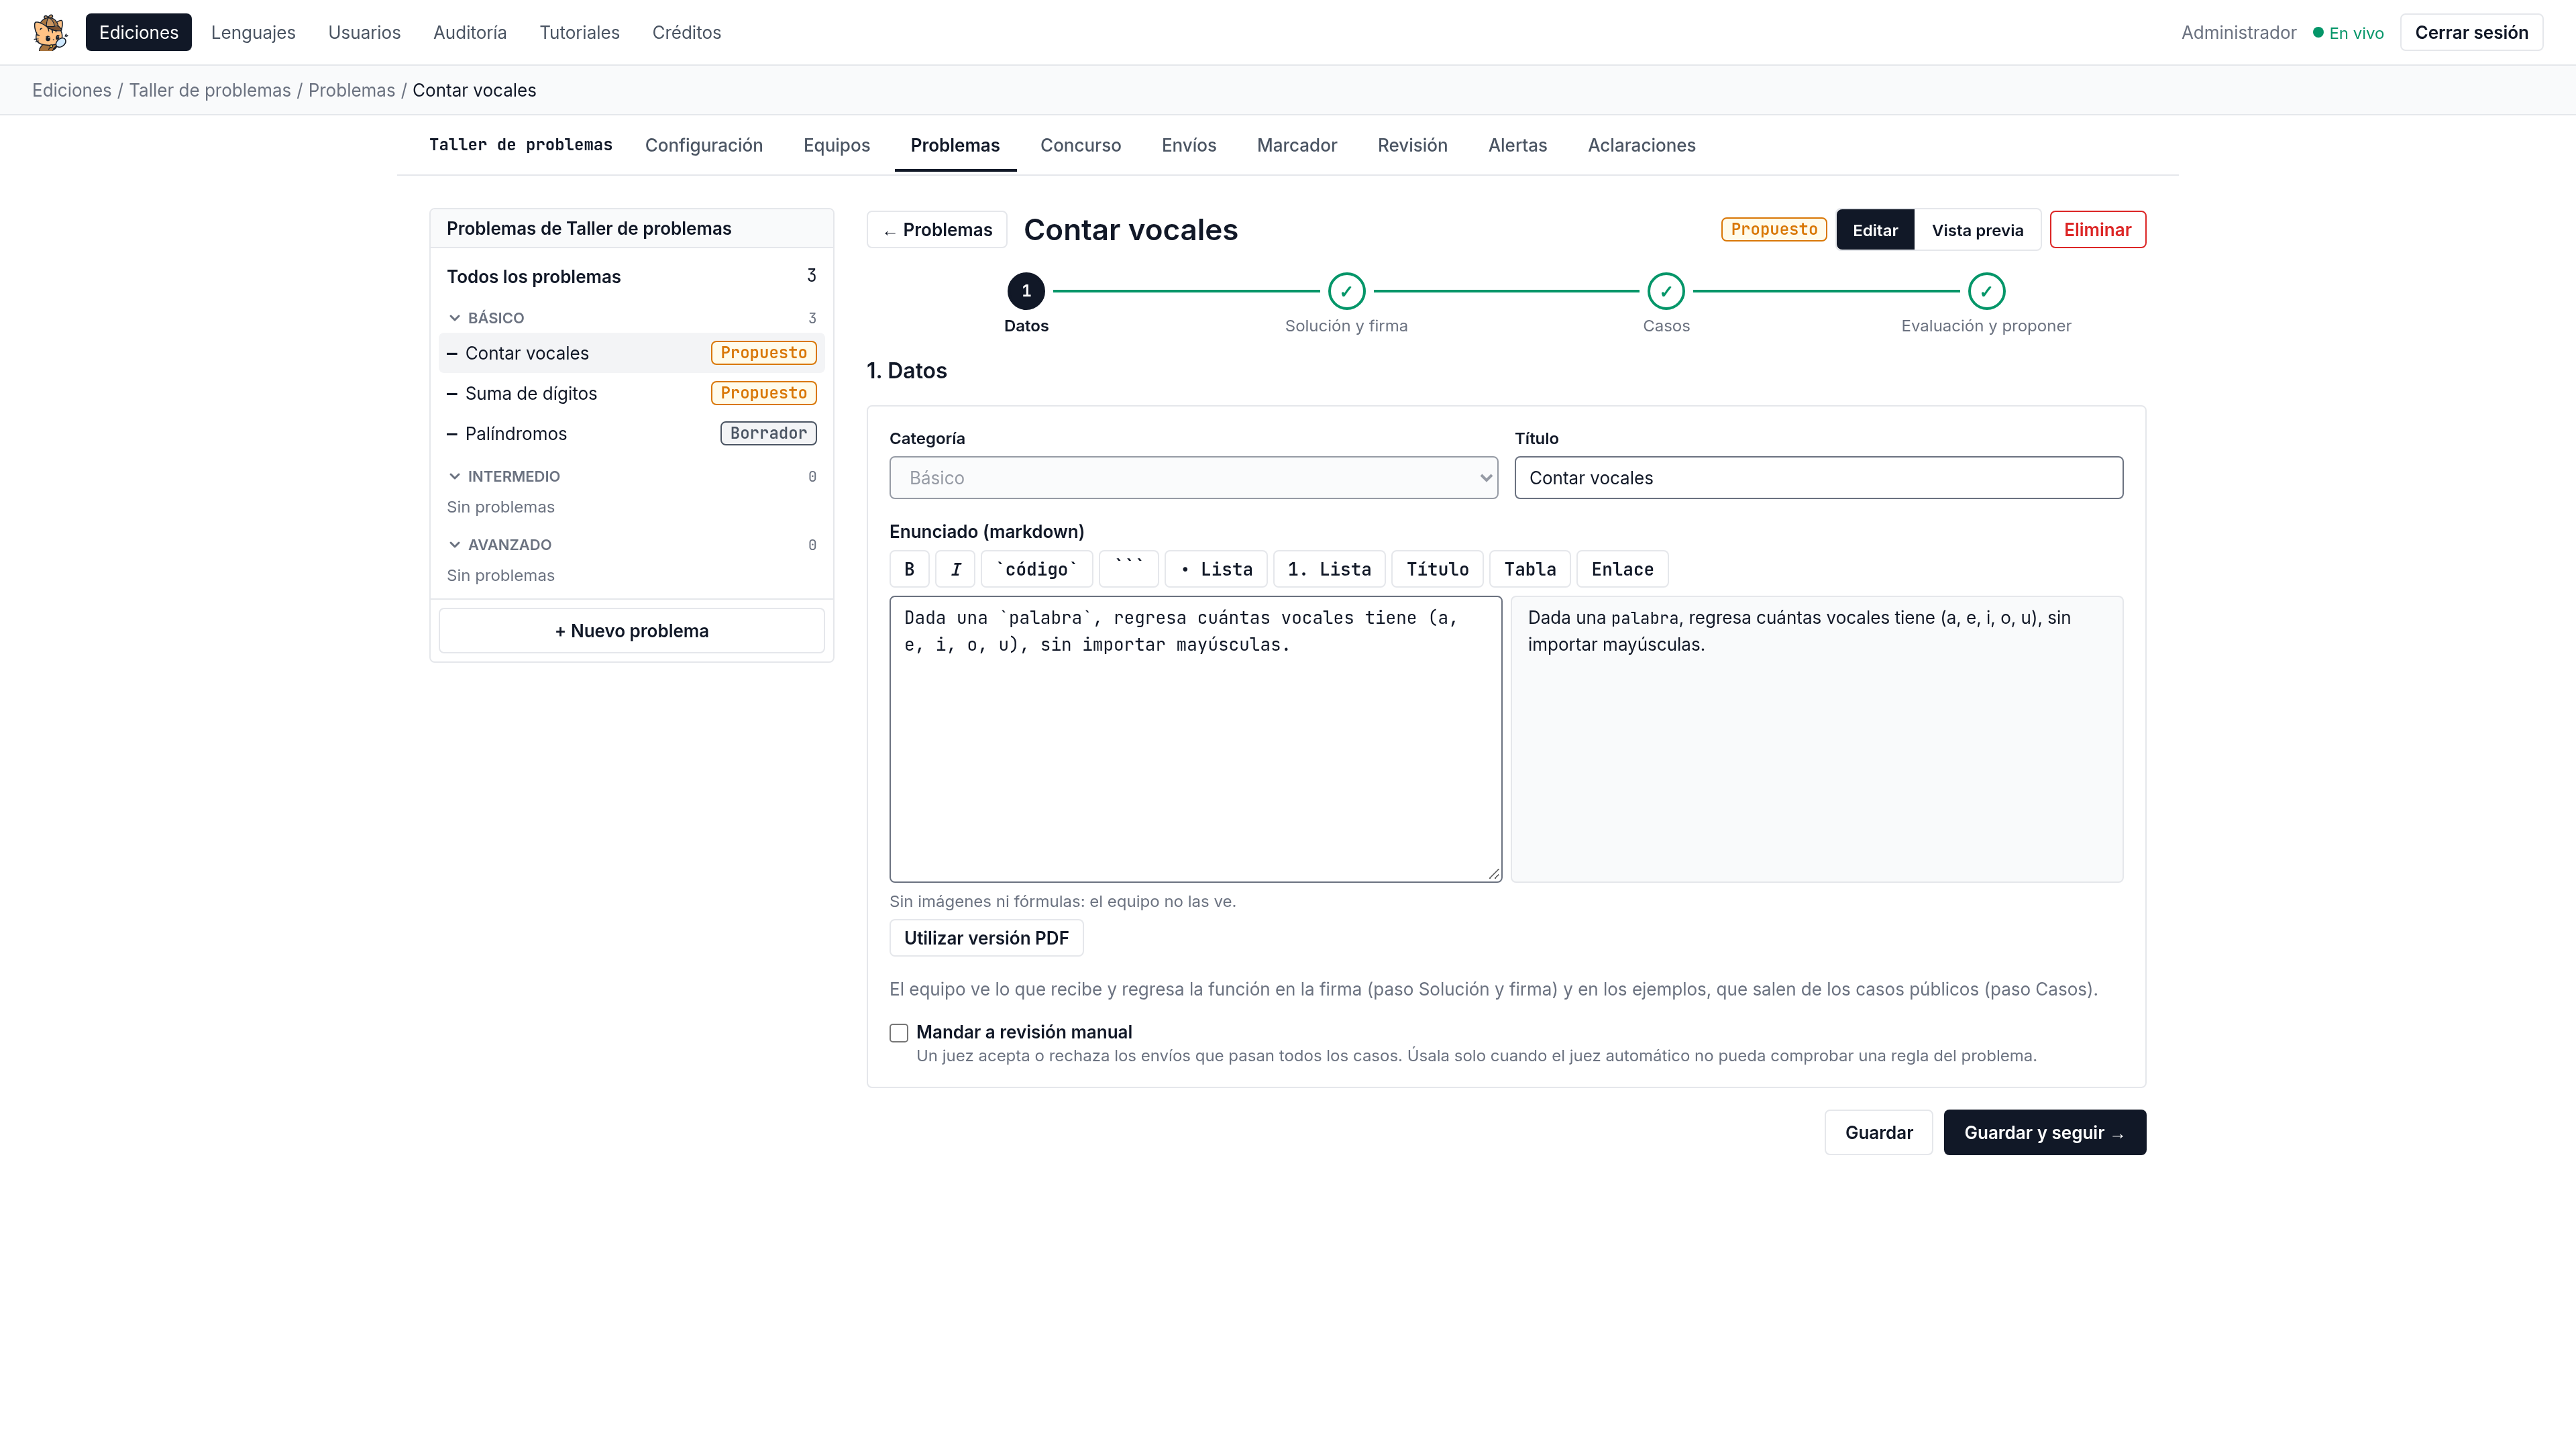 Ediciones Lenguajes Usuarios Auditoría Tutoriales Créditos Administrador En vivo Cerrar sesión
Ediciones / Taller de problemas / Problemas / Contar vocales
Taller de problemas Configuración Equipos Problemas Concurso Envíos Marcador Revisión Alertas Aclaraciones
Problemas de Taller de problemas
Todos los problemas 3
BÁSICO 3
– Contar vocales Propuesto
– Suma de dígitos Propuesto
– Palíndromos Borrador
INTERMEDIO 0
Sin problemas
AVANZADO 0
Sin problemas
+ Nuevo problema
← Problemas Contar vocales Propuesto Editar Vista previa Eliminar
1 ✓ ✓ ✓
Datos Solución y firma Casos Evaluación y proponer
1. Datos
Categoría Título
Básico Contar vocales
Enunciado (markdown)
B I `código` ``` • Lista 1. Lista Título Tabla Enlace
Dada una `palabra`, regresa cuántas vocales tiene (a,
e, i, o, u), sin importar mayúsculas.
Dada una palabra, regresa cuántas vocales tiene (a, e, i, o, u), sin
importar mayúsculas.
Sin imágenes ni fórmulas: el equipo no las ve.
Utilizar versión PDF
El equipo ve lo que recibe y regresa la función en la firma (paso Solución y firma) y en los ejemplos, que salen de los casos públicos (paso Casos).
Mandar a revisión manual
Un juez acepta o rechaza los envíos que pasan todos los casos. Úsala solo cuando el juez automático no pueda comprobar una regla del problema.
Guardar Guardar y seguir →